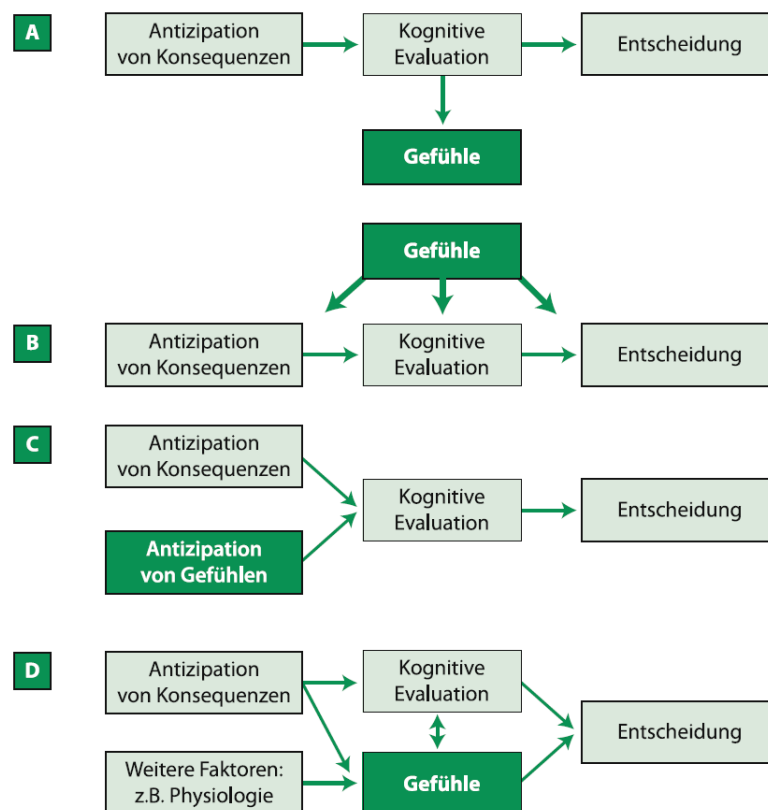 A
Antizipation
von Konsequenzen
Kognitive
Evaluation
Entscheidung
Gefühle
Gefühle
B
Antizipation
von Konsequenzen
Kognitive
Evaluation
Entscheidung
C
Antizipation
von Konsequenzen
Kognitive
Evaluation
Entscheidung
Antizipation
von Gefühlen
D
Antizipation
von Konsequenzen
Kognitive
Evaluation
Entscheidung
Weitere Faktoren:
z.B. Physiologie
Gefühle